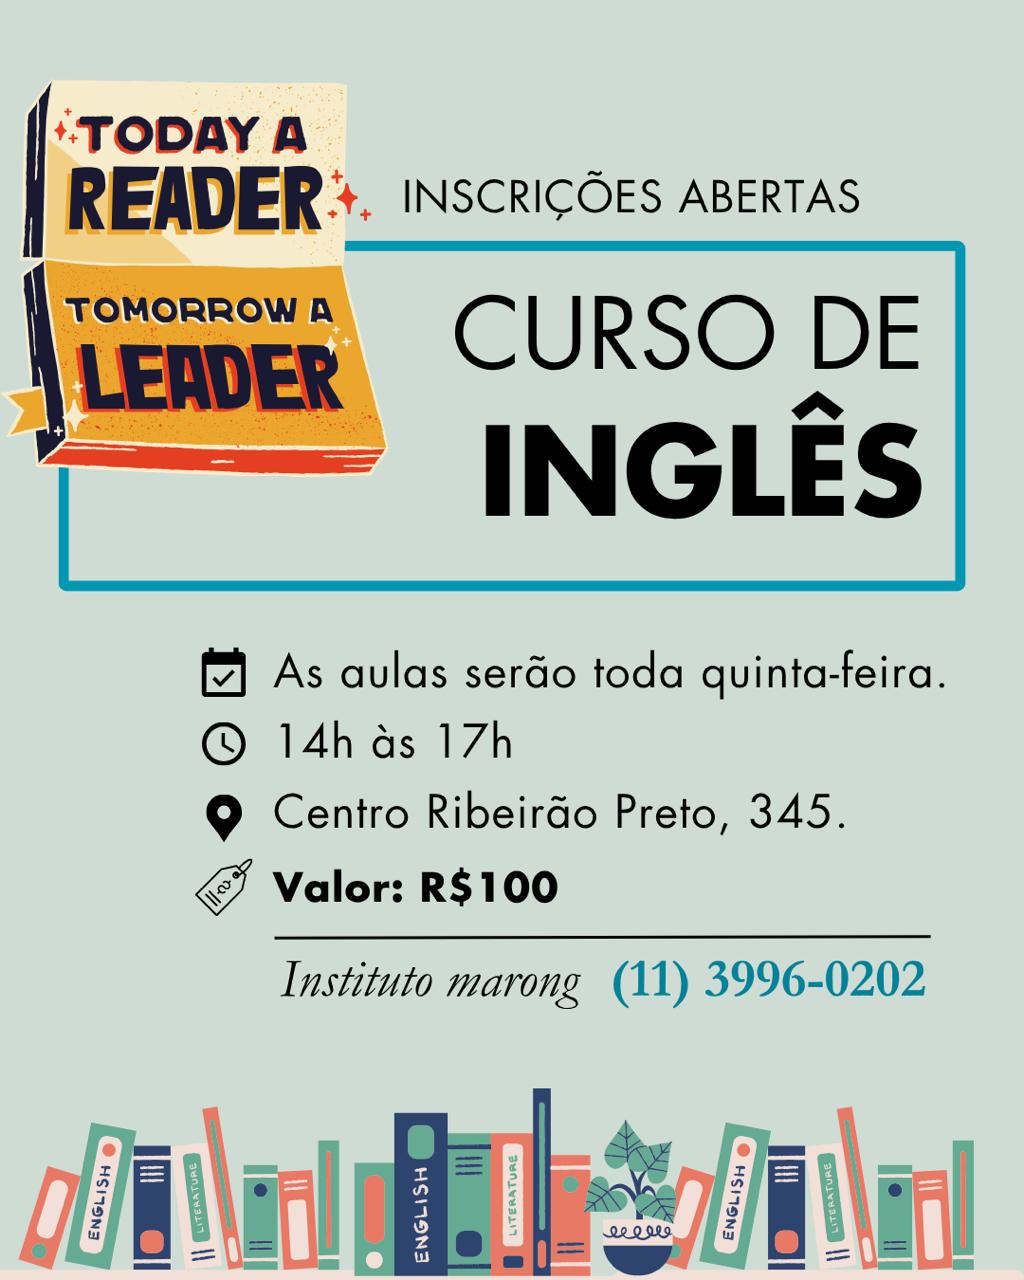 TODAY A
READER
TOMORROW A
LEADER
INSCRIÇÕES ABERTAS
CURSO DE
INGLÊS
As aulas serão toda quinta-feira.
14h às 17h
Centro Ribeirão Preto, 345.
Valor: R$100
Instituto marong (11) 3996-0202
ENGLISH
LITERATURE
ENGLISH
LITERATURE
ENGLISH
LITERATURE